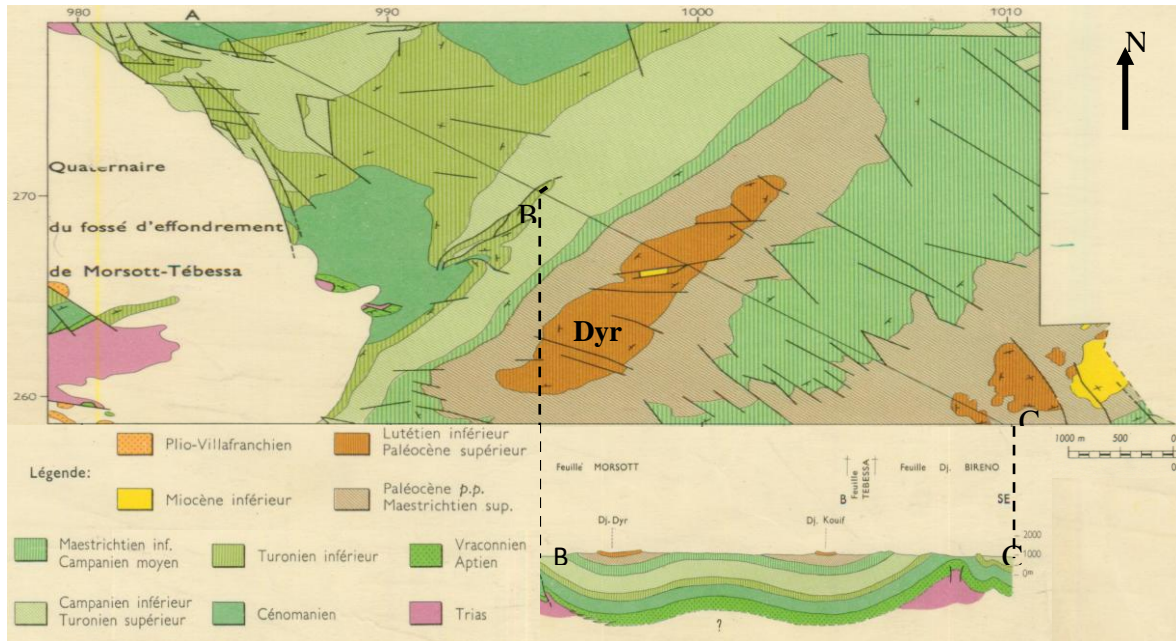 980
990
1000
1010
A
N
Quaternaire
270
B
du fossé d'effondrement
de Morsott-Tébessa
Dyr
260
C
Légende:
Plio-Villafranchien
Miocène inférieur
Lutétien inférieur
Paléocène supérieur
Paléocène p.p.
Maestrichtien sup.
Maestrichtien inf.
Campanien moyen
Turonien inférieur
Vraconnien
Aptien
Campanien inférieur
Turonien supérieur
Cénomanien
Trias
1000 m 500 0
Feuille MORSOTT
B
Feuille
TÉBESSA
Feuille Dj. BIRENO
SE
Dj. Dyr
Dj. Kouif
2000
1000
0m
B
C
?